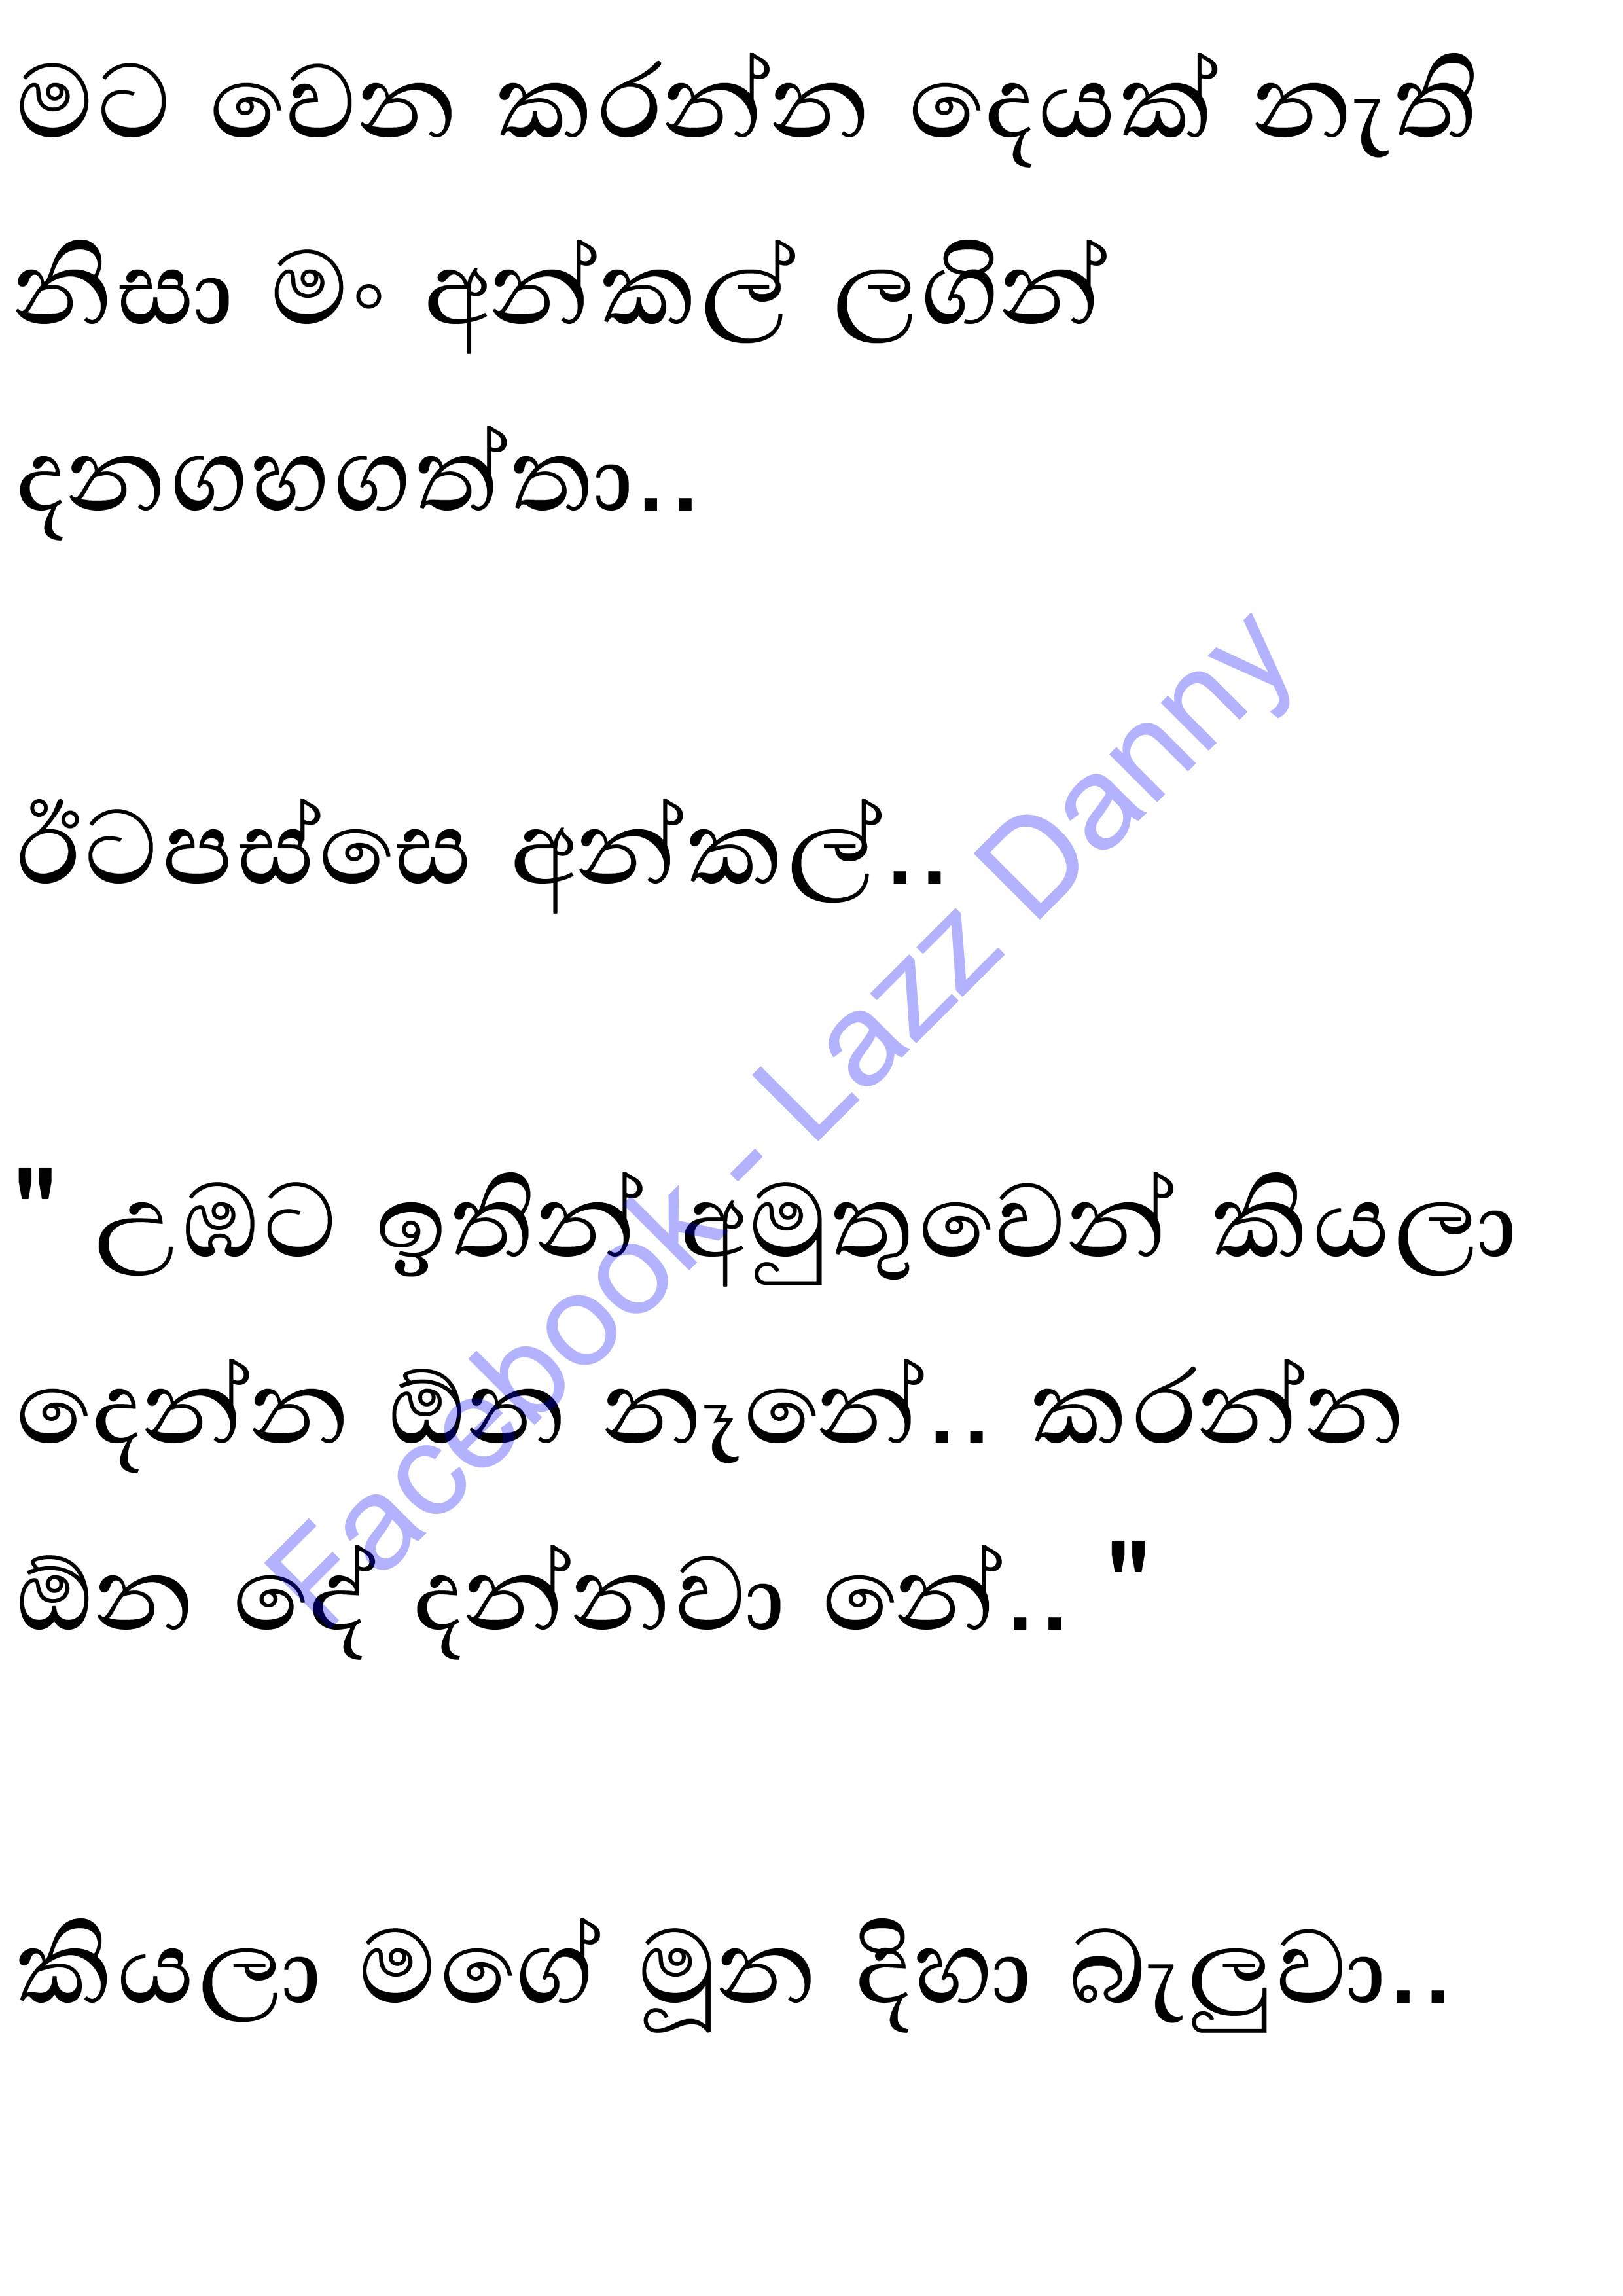 මට වෙන කරන්න දෙයක් නැති
නිසා මං අන්කල් ලගින්
දනගහගත්තා..
ඊටපස්සෙ අන්කල්..
" උඹට ඉතින් අමුතුවෙන් කියලා
දෙන්න ඕන නෑනේ.. කරන්න
ඕන දේ දන්නවා නේ.."
කියලා මගේ මූන දිහා බැලුවා..
Facebook - Lazz Danny